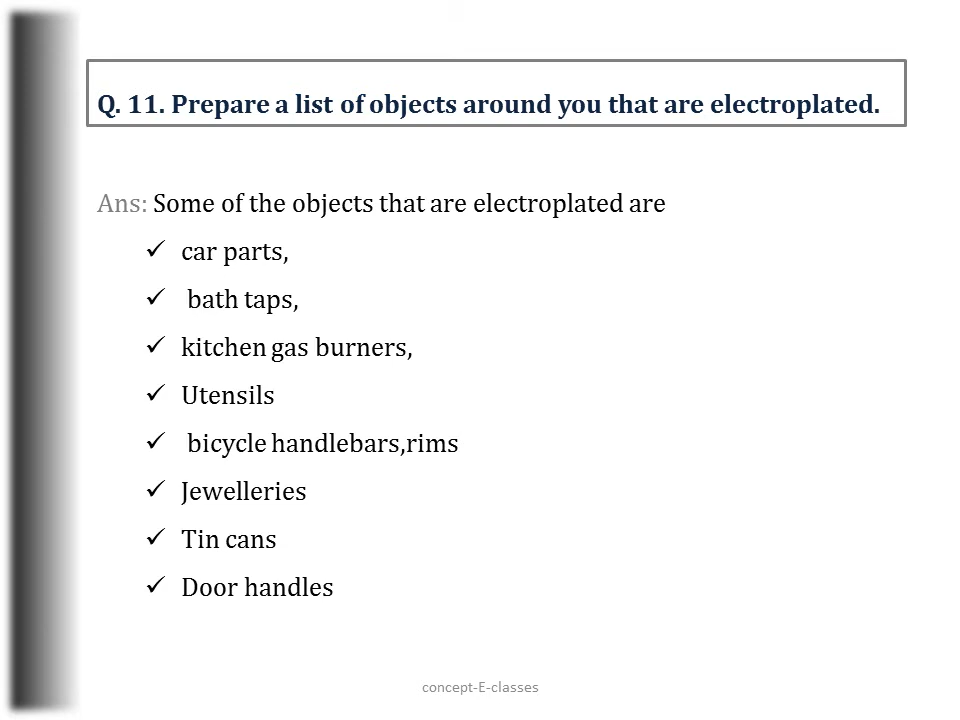 Q. 11. Prepare a list of objects around you that are electroplated.
Ans: Some of the objects that are electroplated are
✓ car parts,
✓ bath taps,
✓ kitchen gas burners,
✓ Utensils
✓ bicycle handlebars,rims
✓ Jewelleries
✓ Tin cans
✓ Door handles
concept-E-classes